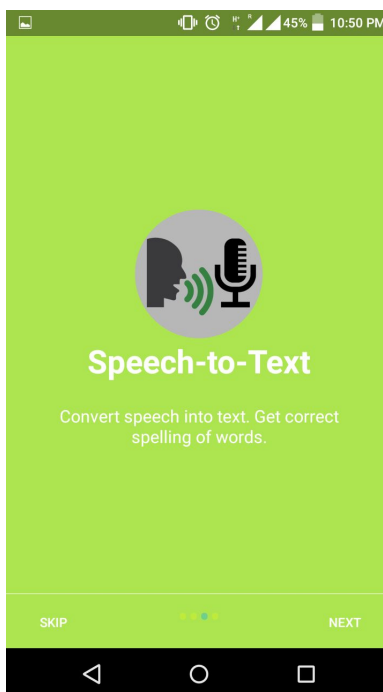 45% 10:50 PM
Speech-to-Text
Convert speech into text. Get correct
spelling of words.
SKIP NEXT